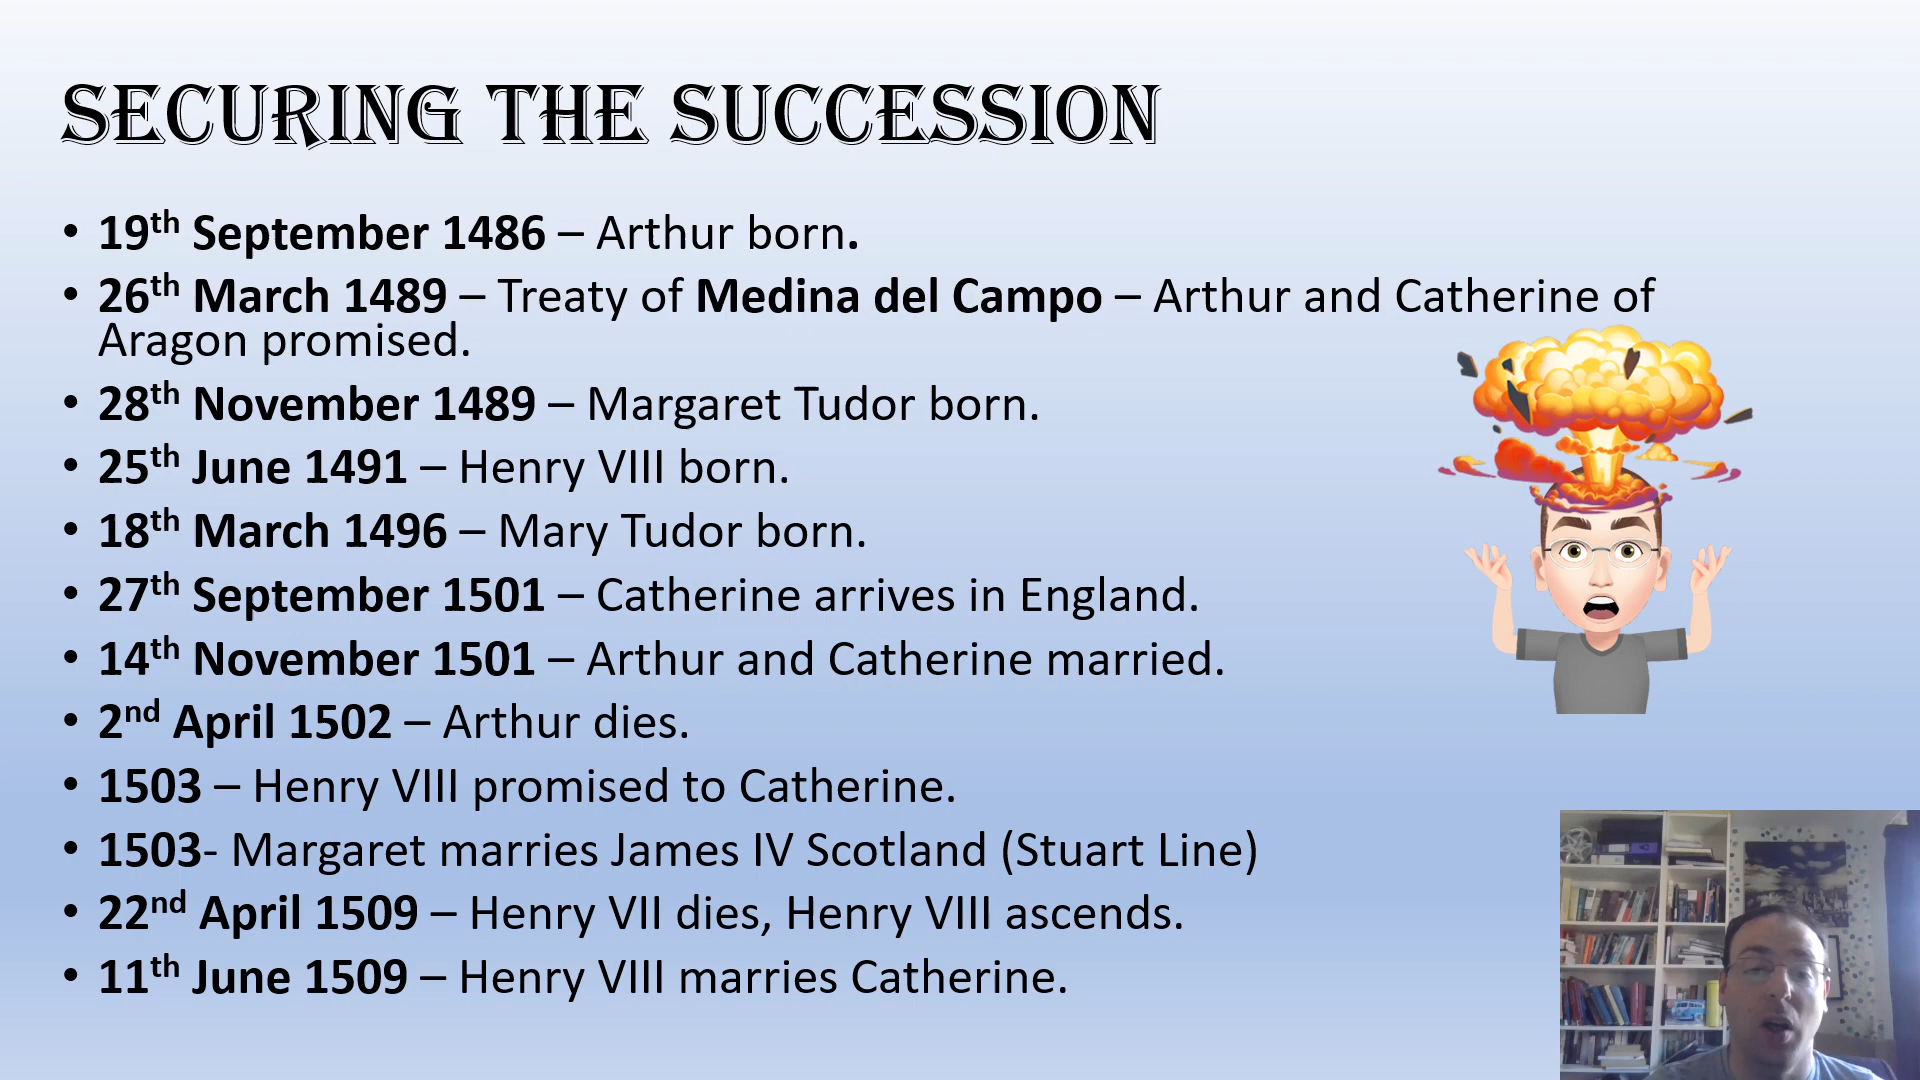 SECURING THE SUCCESSION
• 19th September 1486 – Arthur born.
• 26th March 1489 – Treaty of Medina del Campo – Arthur and Catherine of
Aragon promised.
• 28th November 1489 – Margaret Tudor born.
• 25th June 1491 – Henry VIII born.
• 18th March 1496 – Mary Tudor born.
• 27th September 1501 – Catherine arrives in England.
• 14th November 1501 – Arthur and Catherine married.
• 2nd April 1502 – Arthur dies.
• 1503 – Henry VIII promised to Catherine.
• 1503- Margaret marries James IV Scotland (Stuart Line)
• 22nd April 1509 – Henry VII dies, Henry VIII ascends.
• 11th June 1509 – Henry VIII marries Catherine.